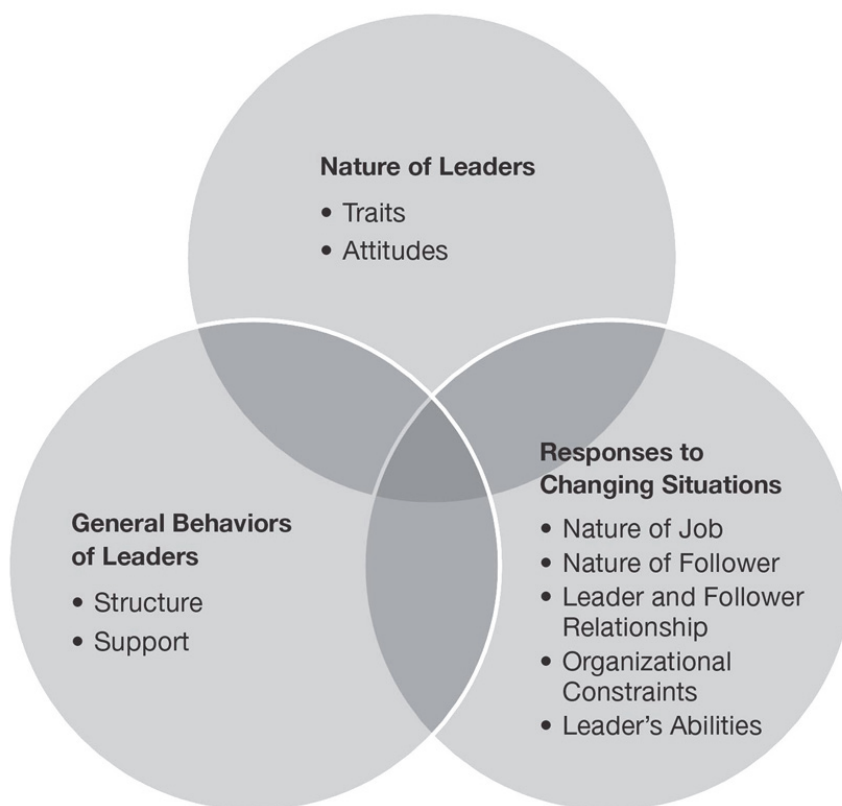 Nature of Leaders
• Traits
• Attitudes
General Behaviors
of Leaders
• Structure
• Support
Responses to
Changing Situations
• Nature of Job
• Nature of Follower
• Leader and Follower
Relationship
• Organizational
Constraints
• Leader’s Abilities